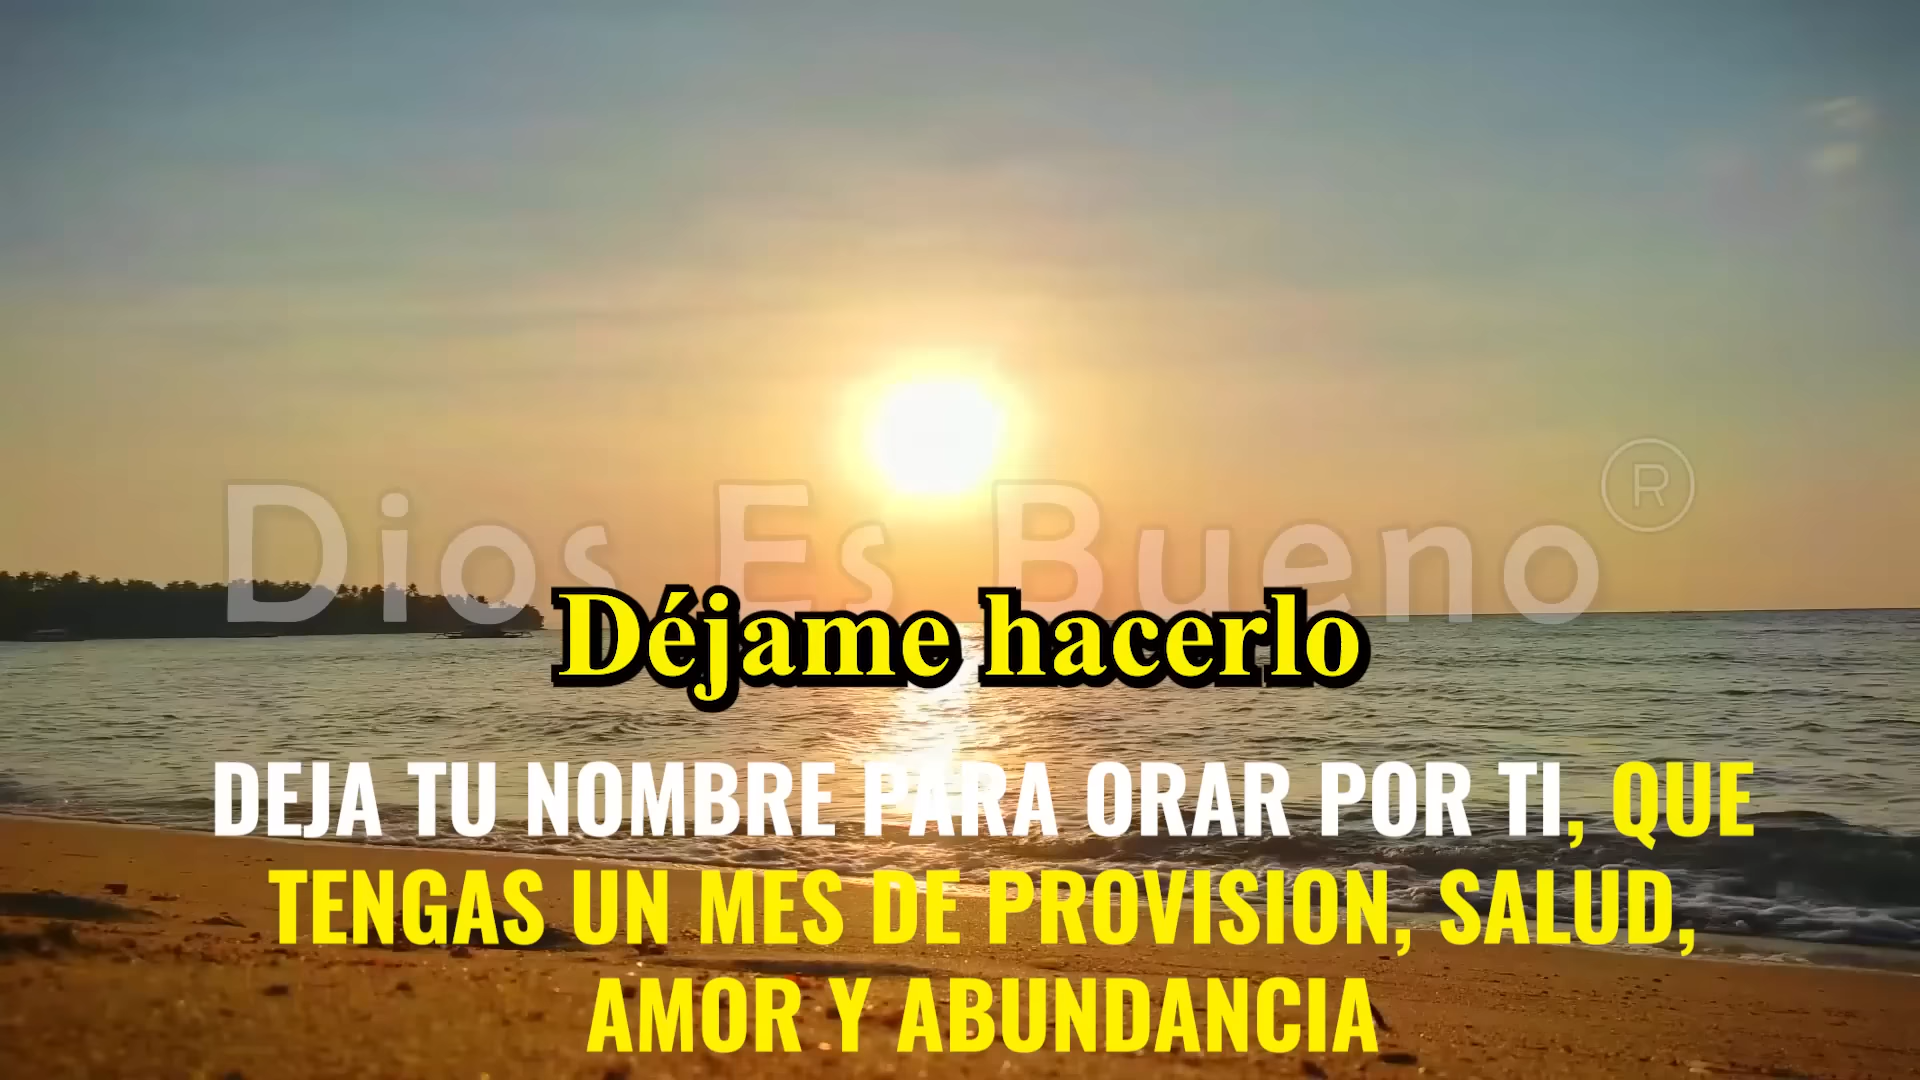 Dios Es Bueno ®
Déjame hacerlo
DEJA TU NOMBRE PARA ORAR POR TI, QUE
TENGAS UN MES DE PROVISION, SALUD,
AMOR Y ABUNDANCIA